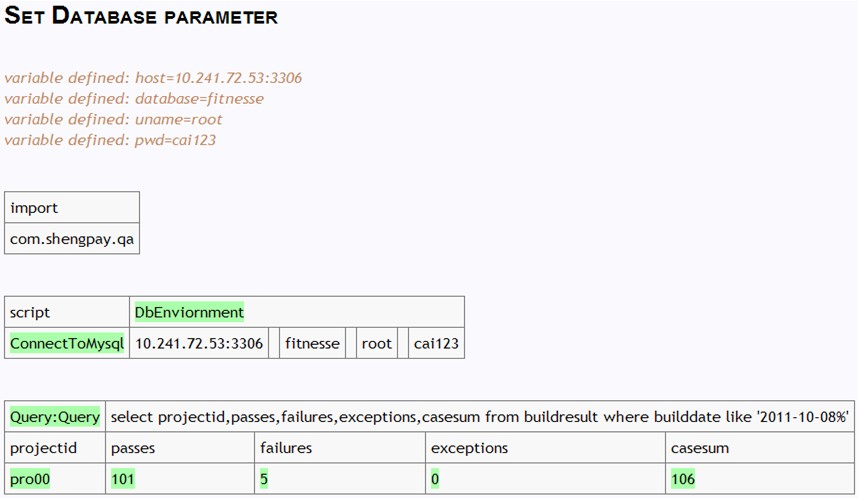 SET DATABASE PARAMETER
variable defined: host=10.241.72.53:3306
variable defined: database=fitnesse
variable defined: uname=root
variable defined: pwd=cai123
import
com.shengpay.qa
script DbEnviornment
ConnectToMysql 10.241.72.53:3306 fitnesse root cai123
Query:Query select projectid,passes,failures,exceptions,casesum from buildresult where builddate like '2011-10-08%'
projectid passes failures exceptions casesum
pro00 101 5 0 106